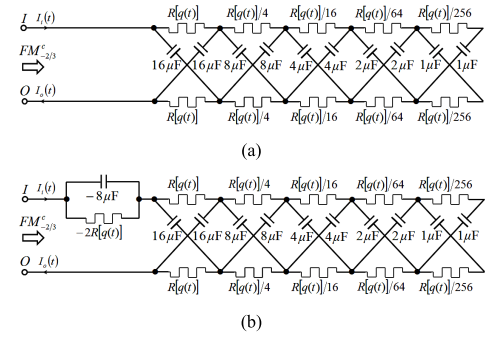 I I_i(t) R[q(t)] R[q(t)]/4 R[q(t)]/16 R[q(t)]/64 R[q(t)]/256
FM^c_{-2/3} 16μF 16μF 8μF 8μF 4μF 4μF 2μF 2μF 1μF 1μF
O I_o(t) R[q(t)] R[q(t)]/4 R[q(t)]/16 R[q(t)]/64 R[q(t)]/256
(a)
−8μF
I I_i(t) R[q(t)] R[q(t)]/4 R[q(t)]/16 R[q(t)]/64 R[q(t)]/256
−2R[q(t)]
FM^c_{-2/3} 16μF 16μF 8μF 8μF 4μF 4μF 2μF 2μF 1μF 1μF
O I_o(t) R[q(t)] R[q(t)]/4 R[q(t)]/16 R[q(t)]/64 R[q(t)]/256
(b)